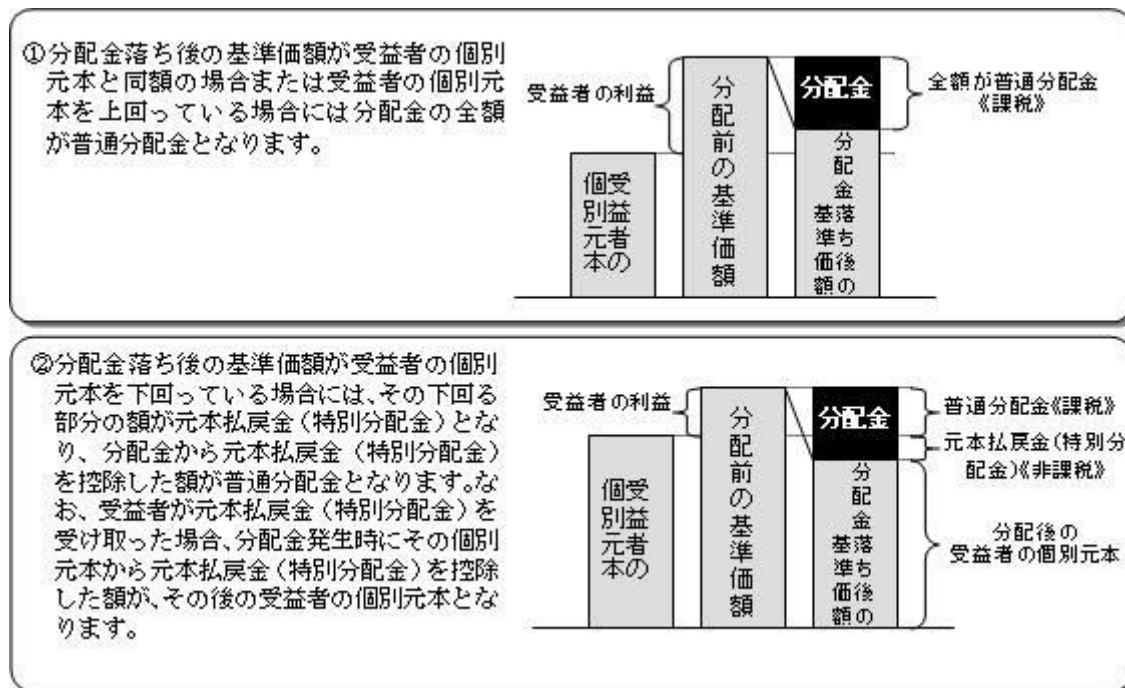 ①分配金落ち後の基準価額が受益者の個別
元本と同額の場合または受益者の個別元
本を上回っている場合には分配金の全額
が普通分配金となります。
受益者の利益
個別元本
受益者の
分配前の基準価額
分配金
分配金落ち後の
基準価額
全額が普通分配金
《課税》
②分配金落ち後の基準価額が受益者の個別
元本を下回っている場合には、その下回る
部分の額が元本払戻金(特別分配金)とな
り、分配金から元本払戻金(特別分配金)
を控除した額が普通分配金となります。な
お、受益者が元本払戻金(特別分配金)を
受け取った場合、分配金発生時にその個別
元本から元本払戻金(特別分配金)を控除
した額が、その後の受益者の個別元本とな
ります。
受益者の利益
受益者の
個別元本
分配前の基準価額
分配金
分配金落ち後の
基準価額
普通分配金《課税》
元本払戻金(特別分
配金)《非課税》
分配後の
受益者の個別元本